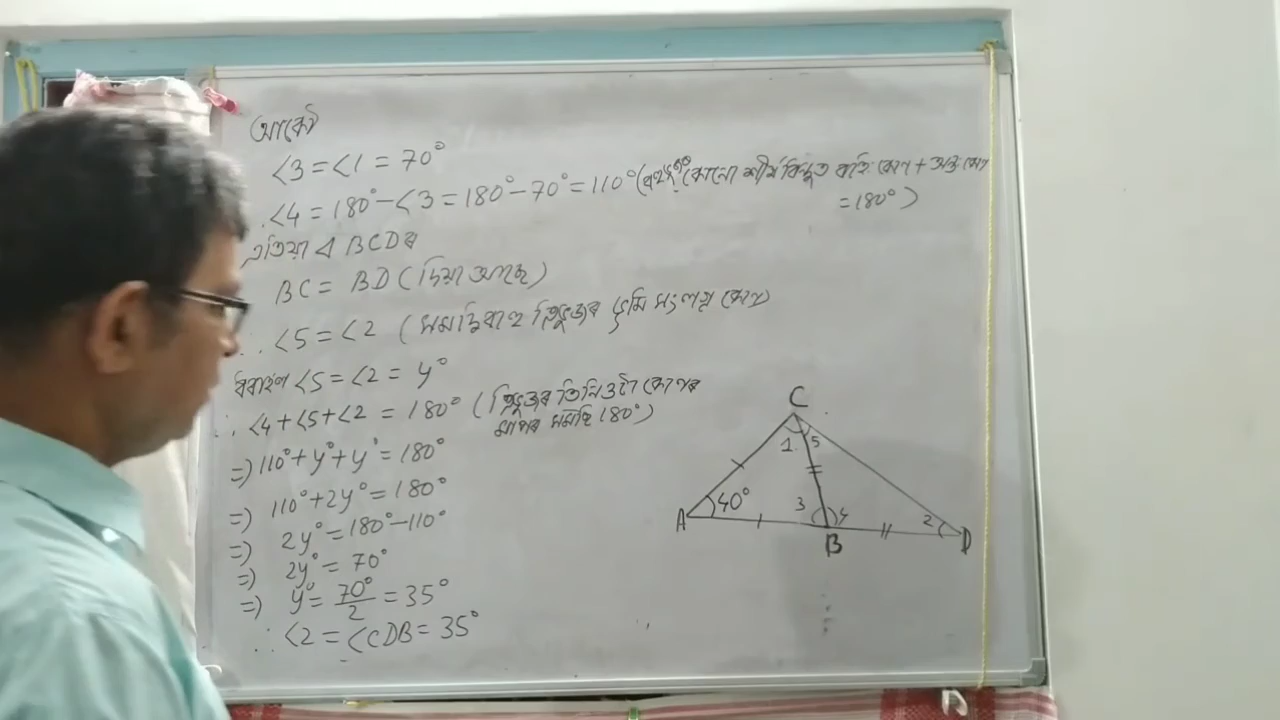 আকৌ
∠3 = ∠1 = 70°
∴ ∠4 = 180° - ∠3 = 180° - 70° = 110° (কোনো শীৰ্ষ বিন্দুত বহিঃ কোণ + অন্তঃ কোণ
= 180°)
এতিয়া Δ BCDৰ
BC = BD (দিয়া আছে)
∴ ∠5 = ∠2 (সমদ্বিবাহু ত্ৰিভুজৰ ভূমি সংলগ্ন কোণ)
ধৰাহ'ল ∠5 = ∠2 = y°
∴ ∠4 + ∠5 + ∠2 = 180° (ত্ৰিভুজৰ তিনিওটা কোণৰ
মাপৰ সমষ্টি 180°)
=) 110° + y° + y° = 180°
=) 110° + 2y° = 180°
=) 2y° = 180° - 110°
=) 2y° = 70°
=) y° = 70°/2 = 35°
∴ ∠2 = ∠CDB = 35°
C
1 5
A 40° 3 4 2 D
B